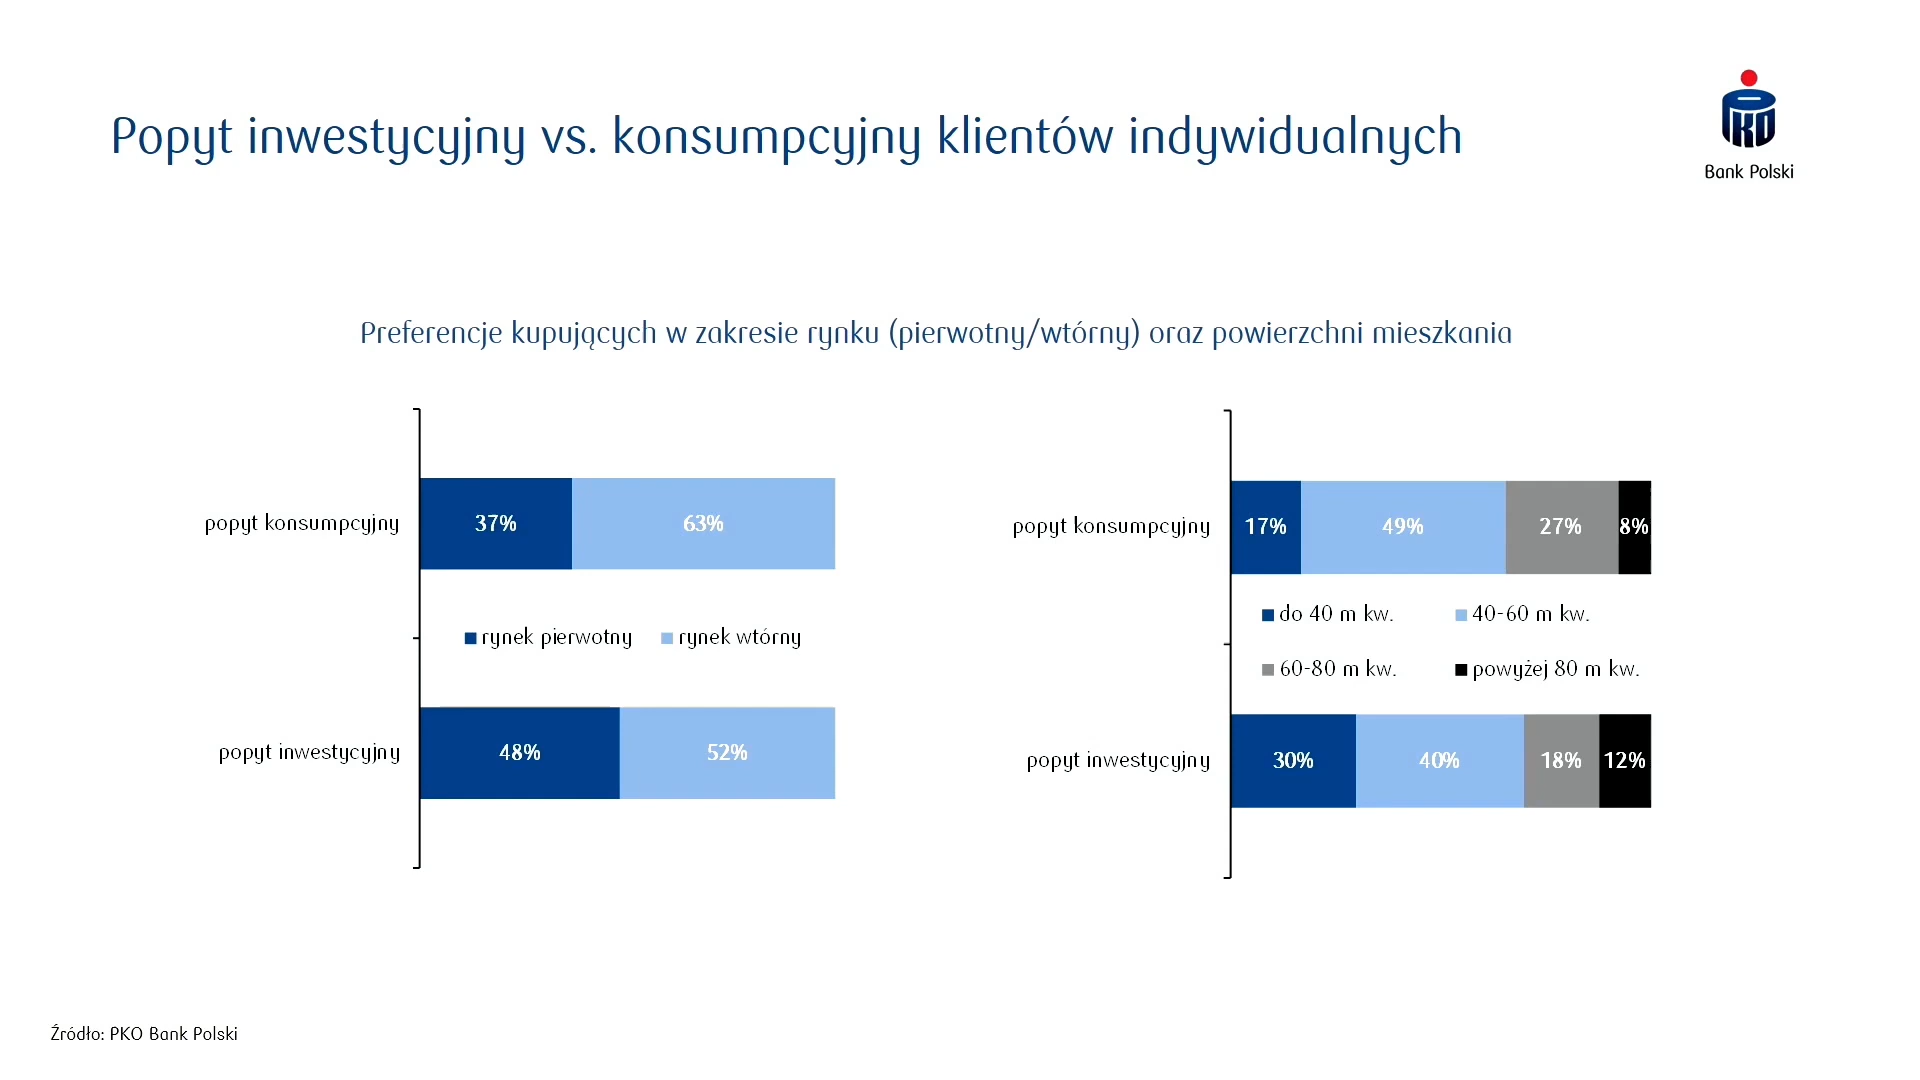 Popyt inwestycyjny vs. konsumpcyjny klientów indywidualnych
PKO
Bank Polski
Preferencje kupujących w zakresie rynku (pierwotny/wtórny) oraz powierzchni mieszkania
popyt konsumpcyjny
37%
63%
rynek pierwotny
rynek wtórny
popyt inwestycyjny
48%
52%
popyt konsumpcyjny
17%
49%
27%
8%
do 40 m kw.
40-60 m kw.
60-80 m kw.
powyżej 80 m kw.
popyt inwestycyjny
30%
40%
18%
12%
Źródło: PKO Bank Polski